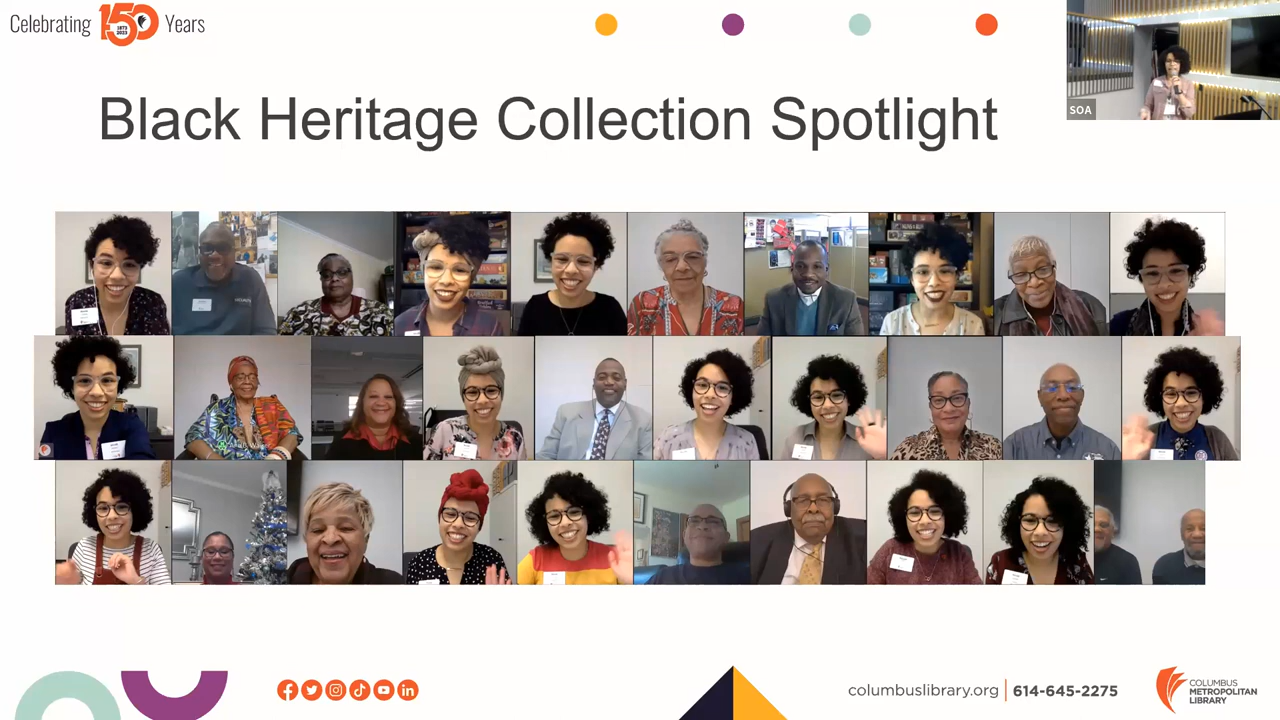 Celebrating 150 Years
1873
2023
SOA
Black Heritage Collection Spotlight
columbuslibrary.org | 614-645-2275
COLUMBUS
METROPOLITAN
LIBRARY